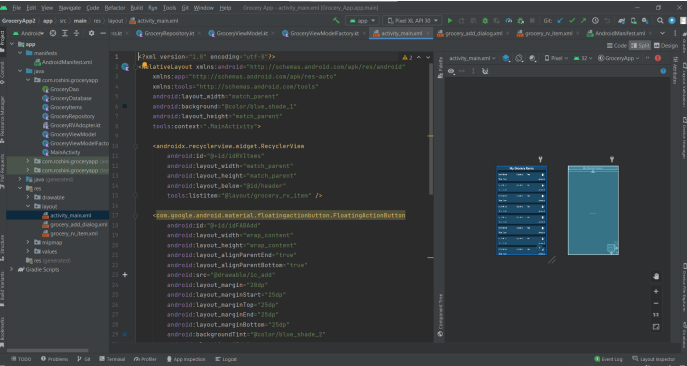 File Edit View Navigate Code Refactor Build Run Tools Git Window Help GroceryApp2 [GroceryApp2.app.main]
GroceryApp2 app src main res layout activity_main.xml
app Pixel XL API 30 Git:
Android GroceryRepository.kt GroceryViewModel.kt GroceryViewModelFactory.kt activity_main.xml grocery_add_dialog.xml grocery_rv_item.xml AndroidManifest.xml
Code Split Design
app
manifests
AndroidManifest.xml
java
com.roshini.groceryapp
GroceryDao
GroceryDatabase
GroceryItems
GroceryRepository
GroceryRVAdapter.kt
GroceryViewModel
GroceryViewModelFactory
MainActivity
com.roshini.groceryapp
com.roshini.groceryapp
java (generated)
res
drawable
layout
activity_main.xml
grocery_add_dialog.xml
grocery_rv_item.xml
mipmap
values
res (generated)
Gradle Scripts
<?xml version="1.0" encoding="utf-8"?>
<RelativeLayout xmlns:android="http://schemas.android.com/apk/res/android"
xmlns:app="http://schemas.android.com/apk/res-auto"
xmlns:tools="http://schemas.android.com/tools"
android:layout_width="match_parent"
android:background="@color/blue_shade_1"
android:layout_height="match_parent"
tools:context=".MainActivity">
<androidx.recyclerview.widget.RecyclerView
android:id="@+id/idRVItems"
android:layout_width="match_parent"
android:layout_height="match_parent"
android:layout_below="@id/header"
tools:listitem="@layout/grocery_rv_item" />
<com.google.android.material.floatingactionbutton.FloatingActionButton
android:id="@+id/idFABAdd"
android:layout_width="wrap_content"
android:layout_height="wrap_content"
android:layout_alignParentEnd="true"
android:layout_alignParentBottom="true"
android:src="@drawable/ic_add"
android:layout_margin="20dp"
android:layout_marginStart="25dp"
android:layout_marginTop="25dp"
android:layout_marginEnd="25dp"
android:layout_marginBottom="25dp"
android:backgroundTint="@color/blue_shade_2"
activity_main.xml Pixel 32 GroceryApp
Component Tree
TODO Problems Git Terminal Profiler App Inspection Logcat Event Log Layout Inspector